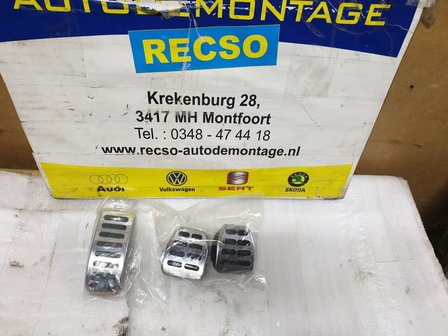 AUTODEMONTAGE
RECSO
Krekenburg 28,
3417 MH Montfoort
Tel. : 0348 - 47 44 18
www.recso-autodemontage.nl
Audi
Volkswagen
SEAT
SKODA